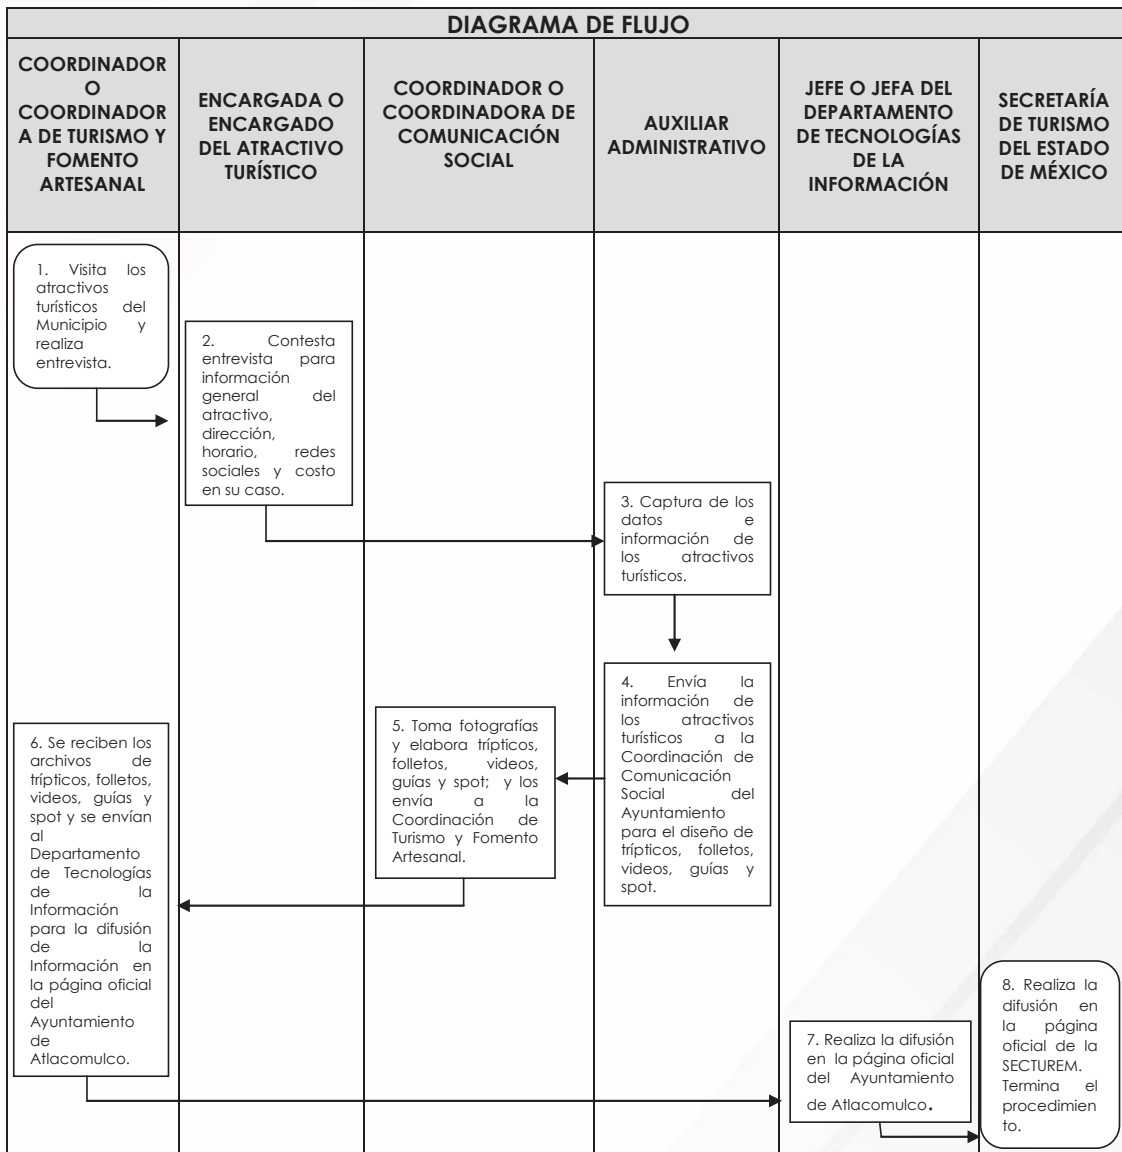 DIAGRAMA DE FLUJO
COORDINADOR
O
COORDINADOR
A DE TURISMO Y
FOMENTO
ARTESANAL
ENCARGADA O
ENCARGADO
DEL ATRACTIVO
TURÍSTICO
COORDINADOR O
COORDINADORA DE
COMUNICACIÓN
SOCIAL
AUXILIAR
ADMINISTRATIVO
JEFE O JEFA DEL
DEPARTAMENTO
DE TECNOLOGÍAS
DE LA
INFORMACIÓN
SECRETARÍA
DE TURISMO
DEL ESTADO
DE MÉXICO
1. Visita los
atractivos
turísticos del
Municipio y
realiza
entrevista.
2. Contesta
entrevista para
información
general del
atractivo,
dirección,
horario, redes
sociales y costo
en su caso.
3. Captura de los
datos e
información de
los atractivos
turísticos.
4. Envía la
información de
los atractivos
turísticos a la
Coordinación de
Comunicación
Social del
Ayuntamiento
para el diseño de
trípticos, folletos,
videos, guías y
spot.
5. Toma fotografías
y elabora trípticos,
folletos, videos,
guías y spot; y los
envía a la
Coordinación de
Turismo y Fomento
Artesanal.
6. Se reciben los
archivos de
trípticos, folletos,
videos, guías y
spot y se envían
al
Departamento
de Tecnologías
de la
Información
para la difusión
de la
Información en
la página oficial
del
Ayuntamiento
de
Atlacomulco.
7. Realiza la difusión
en la página oficial
del Ayuntamiento
de Atlacomulco.
8. Realiza la
difusión en
la página
oficial de la
SECTUREM.
Termina el
procedimien
to.